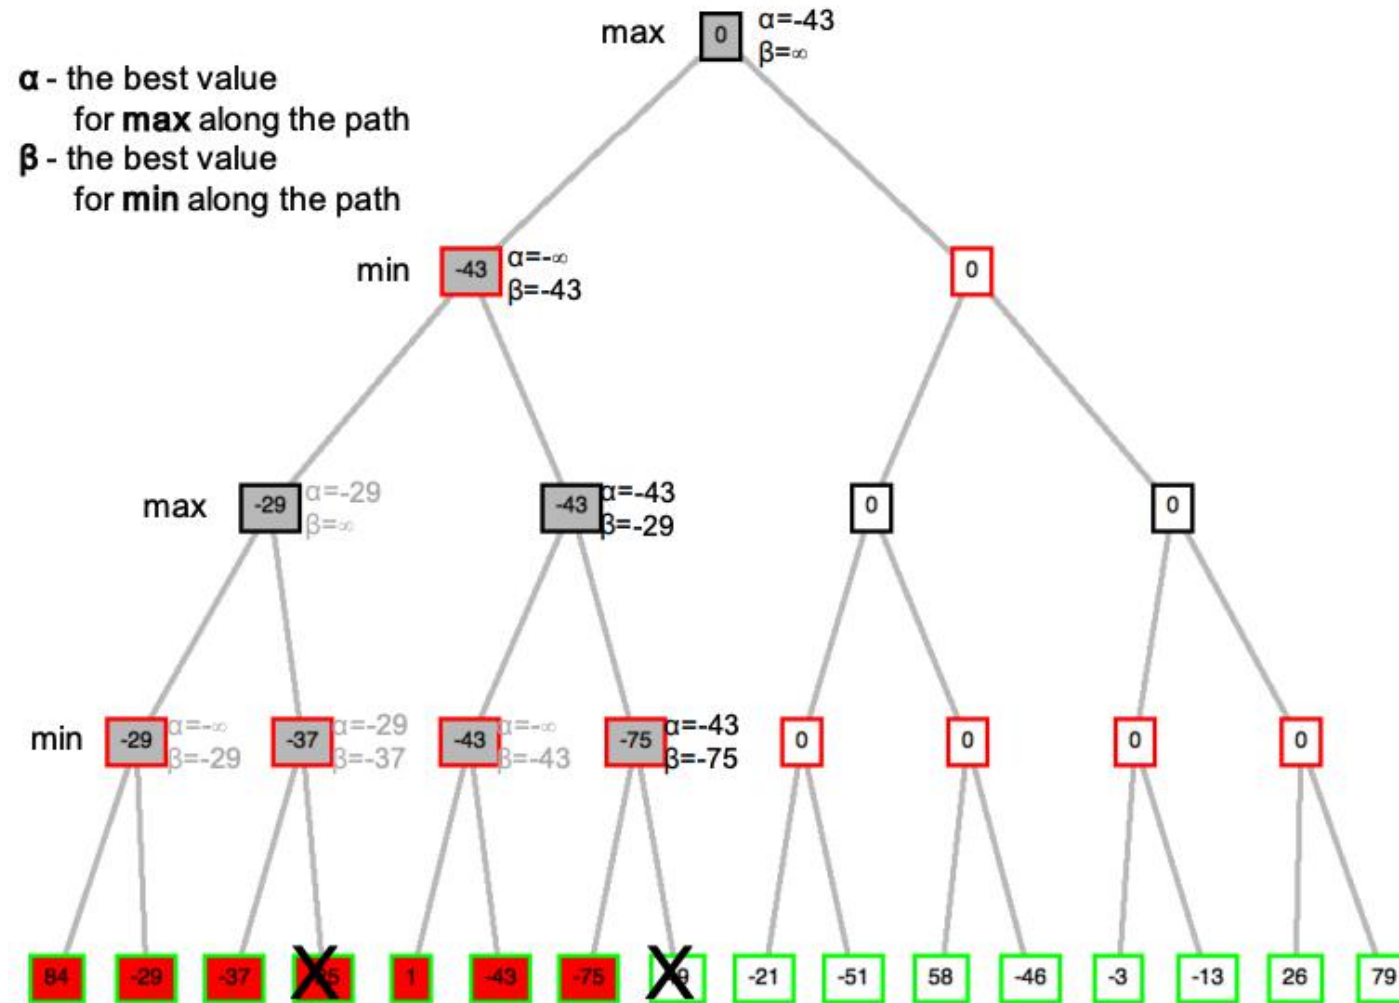 max
0
α=-43
β=∞
α - the best value
for max along the path
β - the best value
for min along the path
min
-43
α=-∞
β=-43
0
max
-29
α=-29
β=∞
-43
α=-43
β=-29
0
0
min
-29
α=-∞
β=-29
-37
α=-29
β=-37
-43
α=-∞
β=-43
-75
α=-43
β=-75
0
0
0
0
84
-29
-37
X
1
-43
-75
X
-21
-51
58
-46
-3
-13
26
79